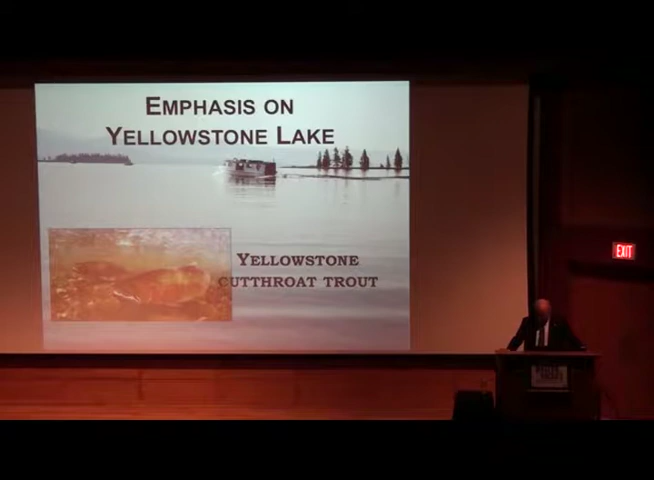 EMPHASIS ON
YELLOWSTONE LAKE
YELLOWSTONE
CUTTHROAT TROUT
EXIT